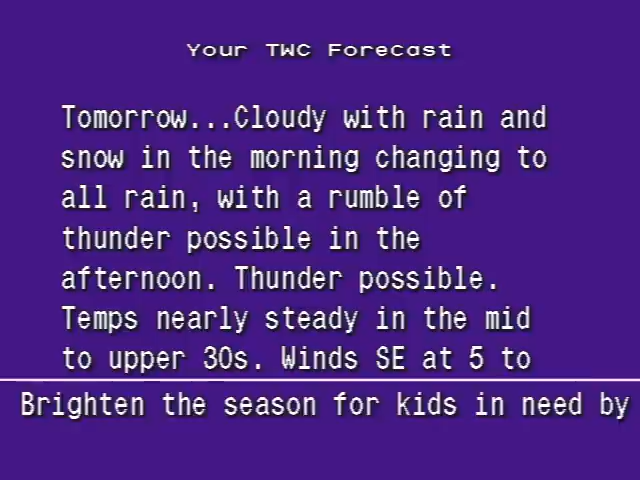 Your TWC Forecast
Tomorrow...Cloudy with rain and
snow in the morning changing to
all rain, with a rumble of
thunder possible in the
afternoon. Thunder possible.
Temps nearly steady in the mid
to upper 30s. Winds SE at 5 to
Brighten the season for kids in need by